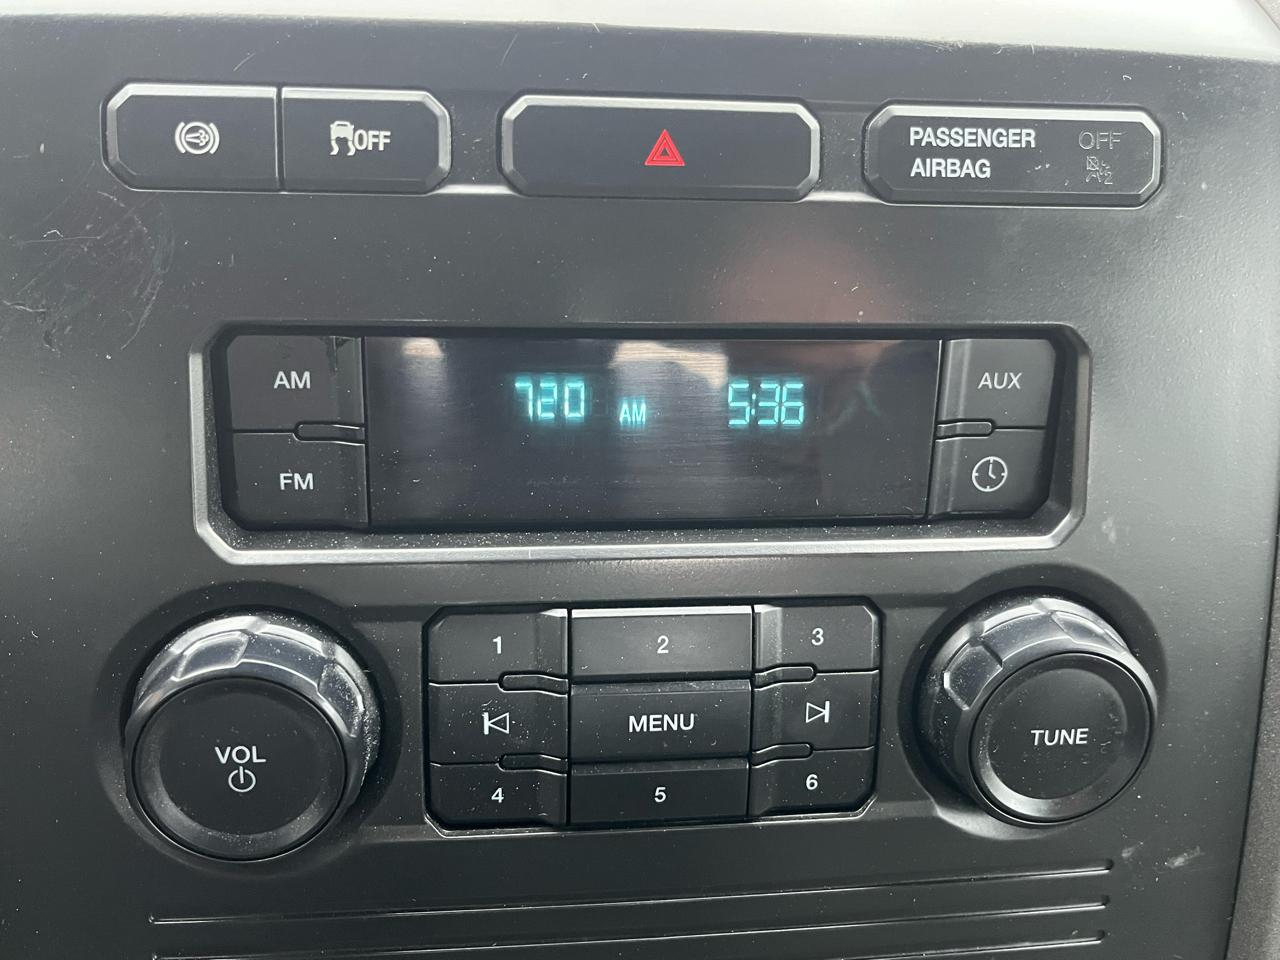 OFF
PASSENGER OFF
AIRBAG 2
AM 720 AM 5:36 AUX
FM
1 2 3
MENU
4 5 6
VOL
TUNE